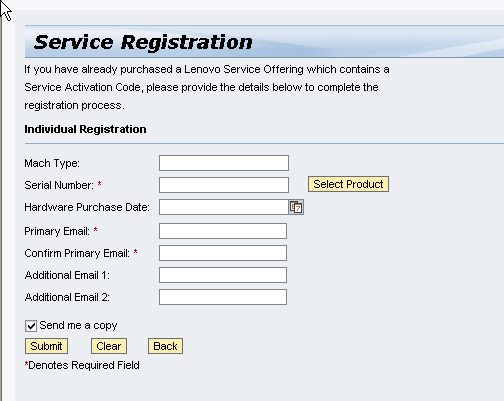 Service Registration
If you have already purchased a Lenovo Service Offering which contains a
Service Activation Code, please provide the details below to complete the
registration process.
Individual Registration
Mach Type:
Serial Number: * Select Product
Hardware Purchase Date:
Primary Email: *
Confirm Primary Email: *
Additional Email 1:
Additional Email 2:
Send me a copy
Submit Clear Back
*Denotes Required Field